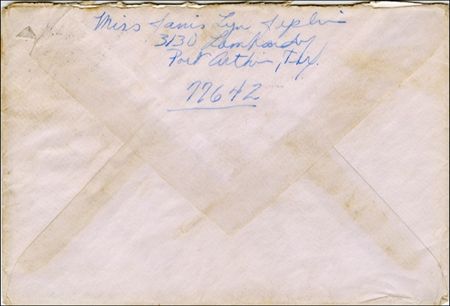 Miss Janis Lyn Joplin
3130 Lombardy
Port Arthur, Tex.
77642